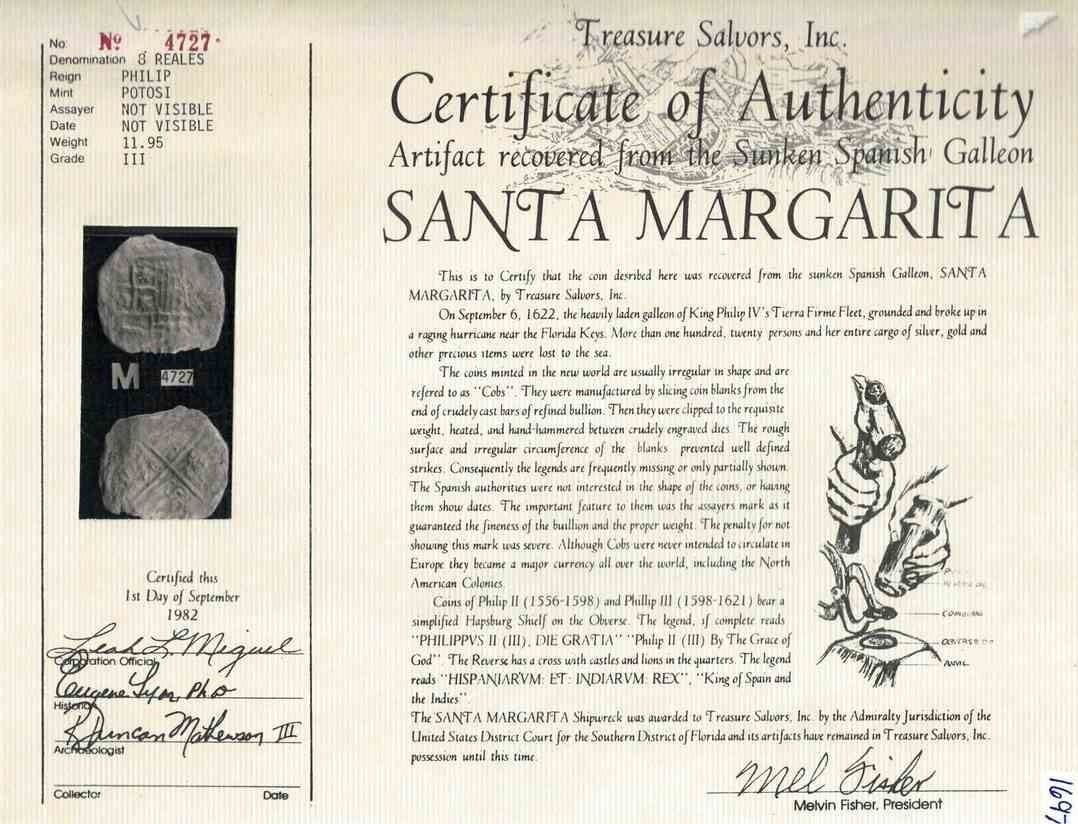 No: Nº 4727
Denomination 8 REALES
Reign PHILIP
Mint POTOSI
Assayer NOT VISIBLE
Date NOT VISIBLE
Weight 11.95
Grade III
M 4727
Certified this
1st Day of September
1982
Leah L. Miguel
Corporation Official
Eugene Lyon, PhD
Historian
R Duncan Mathewson III
Archaeologist
Collector Date
Treasure Salvors, Inc.
Certificate of Authenticity
Artifact recovered from the Sunken Spanish Galleon
SANTA MARGARITA
This is to Certify that the coin desribed here was recovered from the sunken Spanish Galleon, SANTA
MARGARITA, by Treasure Salvors, Inc.
On September 6, 1622, the heavily laden galleon of King Philip IV's Tierra Firme Fleet, grounded and broke up in
a raging hurricane near the Florida Keys. More than one hundred, twenty persons and her entire cargo of silver, gold and
other precious items were lost to the sea.
The coins minted in the new world are usually irregular in shape and are
refered to as "Cobs". They were manufactured by slicing coin blanks from the
end of crudely cast bars of refined bullion. Then they were clipped to the requisite
weight, heated, and hand-hammered between crudely engraved dies. The rough
surface and irregular circumference of the blanks prevented well defined
strikes. Consequently the legends are frequently missing or only partially shown.
The Spanish authorities were not interested in the shape of the coins, or having
them show dates. The important feature to them was the assayers mark as it
guaranteed the fineness of the buillion and the proper weight. The penalty for not
showing this mark was severe. Although Cobs were never intended to circulate in
Europe they became a major currency all over the world, including the North
American Colonies.
Coins of Philip II (1556-1598) and Phillip III (1598-1621) bear a
simplified Hapsburg Shielf on the Obverse. The legend, if complete reads
"PHILIPPVS II (III), DIE GRATIA" "Philip II (III) By The Grace of
God". The Reverse has a cross with castles and lions in the quarters. The legend
reads "HISPANIARVM: ET: INDIARVM: REX", "King of Spain and
the Indies".
COIN BLANK
OBVERSE DIE
ANVIL
The SANTA MARGARITA Shipwreck was awarded to Treasure Salvors, Inc. by the Admiralty Jurisdiction of the
United States District Court for the Southern District of Florida and its artifacts have remained in Treasure Salvors, Inc.
possession until this time.
Mel Fisher
Melvin Fisher, President
1697